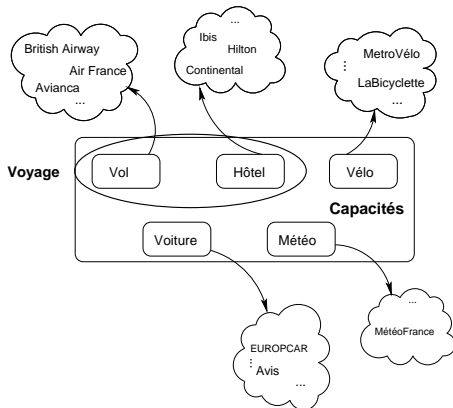 British Airway
Air France
Avianca
...
...
Ibis
Hilton
Continental
MetroVélo
...
LaBicyclette
...
Voyage
Vol
Hôtel
Vélo
Capacités
Voiture
Météo
...
MétéoFrance
EUROPCAR
...
Avis
...